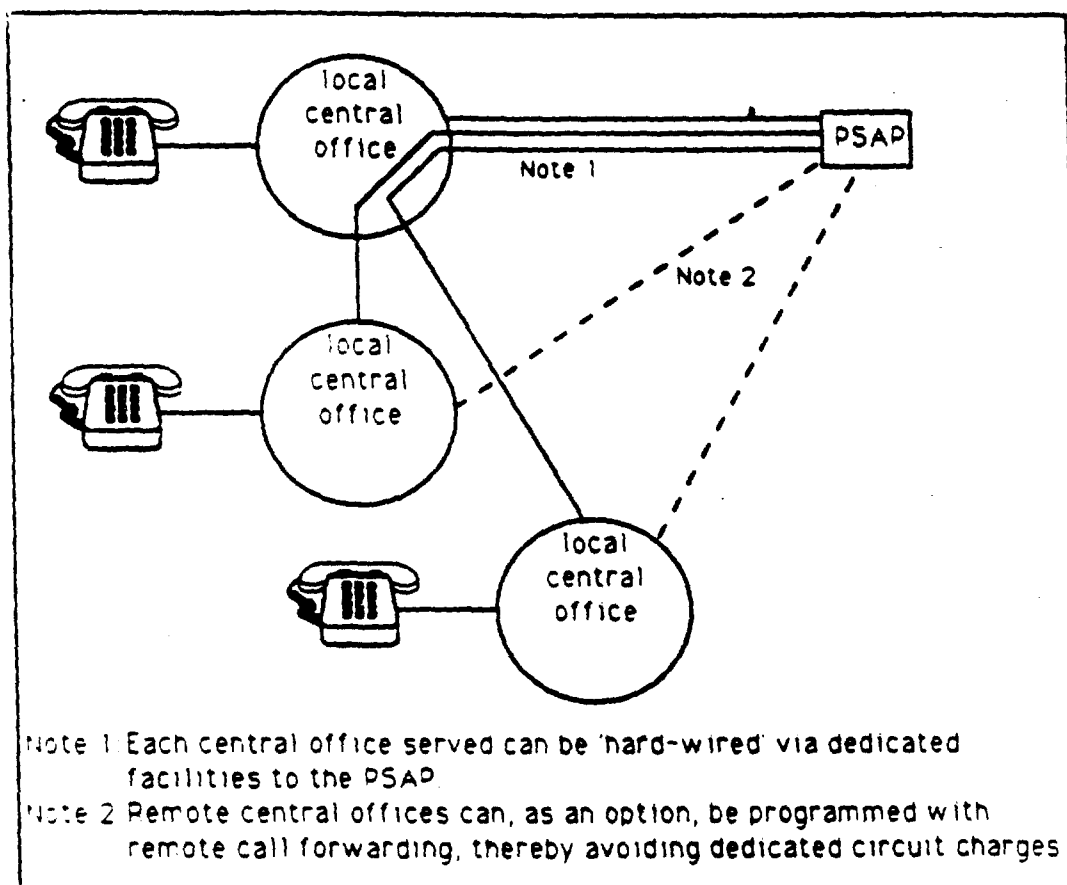 local
central
office
PSAP
Note 1
Note 2
local
central
office
local
central
office
Note 1: Each central office served can be 'hard-wired' via dedicated
facilities to the PSAP.
Note 2 Remote central offices can, as an option, be programmed with
remote call forwarding, thereby avoiding dedicated circuit charges